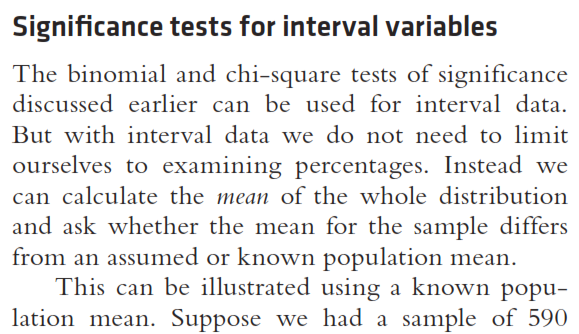 Significance tests for interval variables
The binomial and chi-square tests of significance
discussed earlier can be used for interval data.
But with interval data we do not need to limit
ourselves to examining percentages. Instead we
can calculate the mean of the whole distribution
and ask whether the mean for the sample differs
from an assumed or known population mean.
This can be illustrated using a known popu-
lation mean. Suppose we had a sample of 590